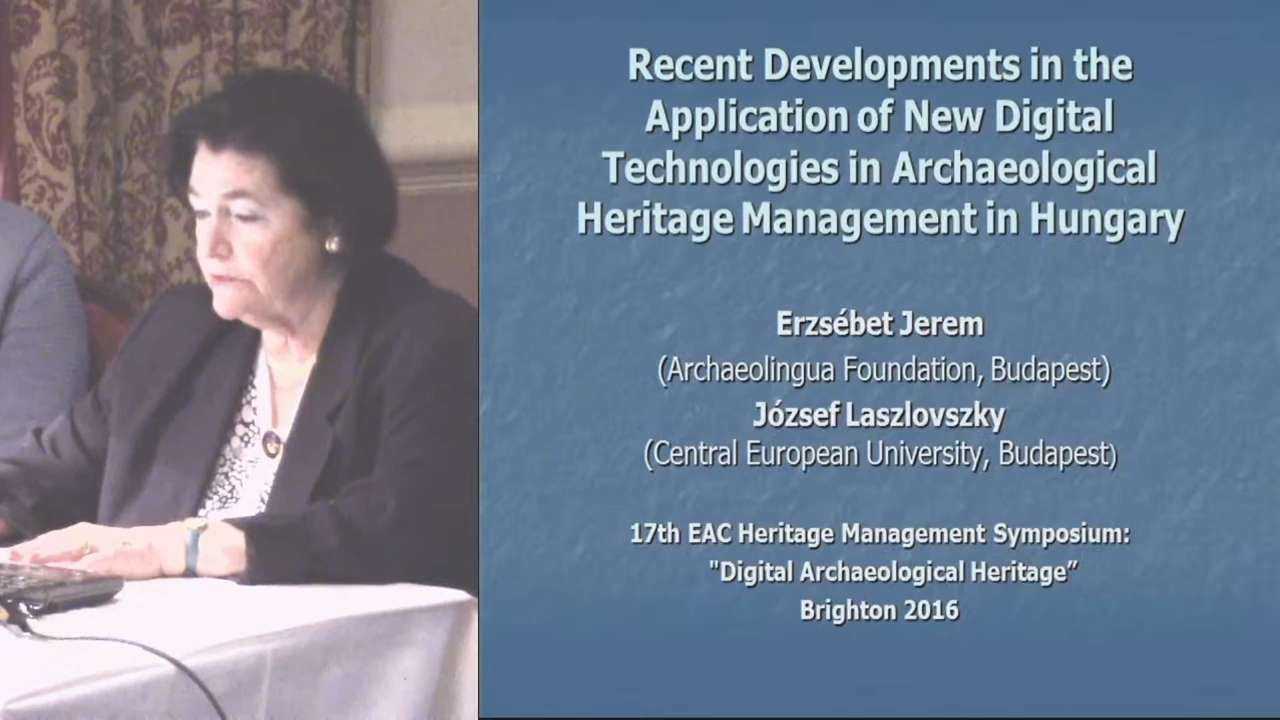 Recent Developments in the
Application of New Digital
Technologies in Archaeological
Heritage Management in Hungary
Erzsébet Jerem
(Archaeolingua Foundation, Budapest)
József Laszlovszky
(Central European University, Budapest)
17th EAC Heritage Management Symposium:
"Digital Archaeological Heritage”
Brighton 2016